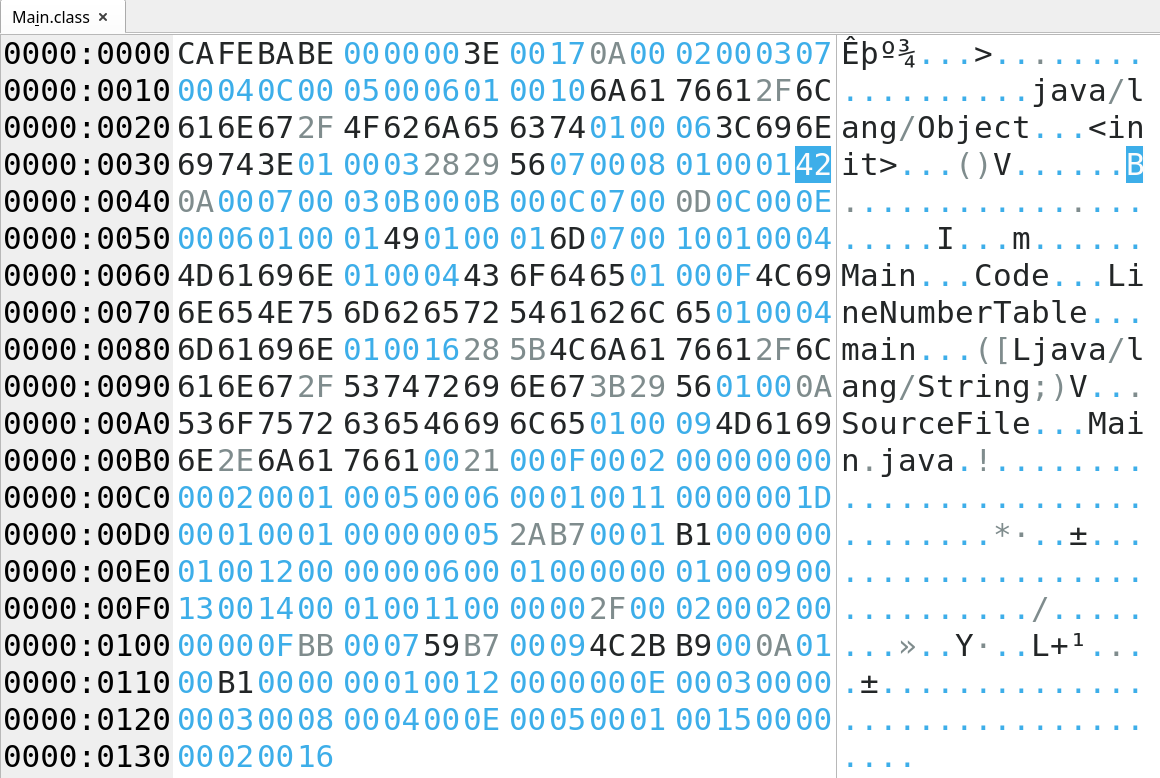 Main.class ×
0000:0000 CAFEBABE 0000003E 00170A00 02000307 Êþº¾...>........
0000:0010 00040C00 05000601 00106A61 76612F6C ..........java/l
0000:0020 616E672F 4F626A65 63740100 063C696E ang/Object...<in
0000:0030 69743E01 00032829 56070008 01000142 it>...()V......B
0000:0040 0A000700 030B000B 000C0700 0D0C000E ................
0000:0050 00060100 01490100 016D0700 10010004 .....I...m......
0000:0060 4D61696E 01000443 6F646501 000F4C69 Main...Code...Li
0000:0070 6E654E75 6D626572 5461626C 65010004 neNumberTable...
0000:0080 6D61696E 01001628 5B4C6A61 76612F6C main...([Ljava/l
0000:0090 616E672F 53747269 6E673B29 5601000A ang/String;)V...
0000:00A0 536F7572 63654669 6C650100 094D6169 SourceFile...Mai
0000:00B0 6E2E6A61 76610021 000F0002 00000000 n.java.!........
0000:00C0 00020001 00050006 00010011 0000001D ................
0000:00D0 00010001 00000005 2AB70001 B1000000 ........*·..±...
0000:00E0 01001200 00000600 01000000 01000900 ................
0000:00F0 13001400 01001100 00002F00 02000200 ........../.....
0000:0100 00000FBB 000759B7 00094C2B B9000A01 ...»..Y·..L+¹...
0000:0110 00B10000 00010012 0000000E 00030000 .±..............
0000:0120 00030008 0004000E 00050001 00150000 ................
0000:0130 00020016 ....